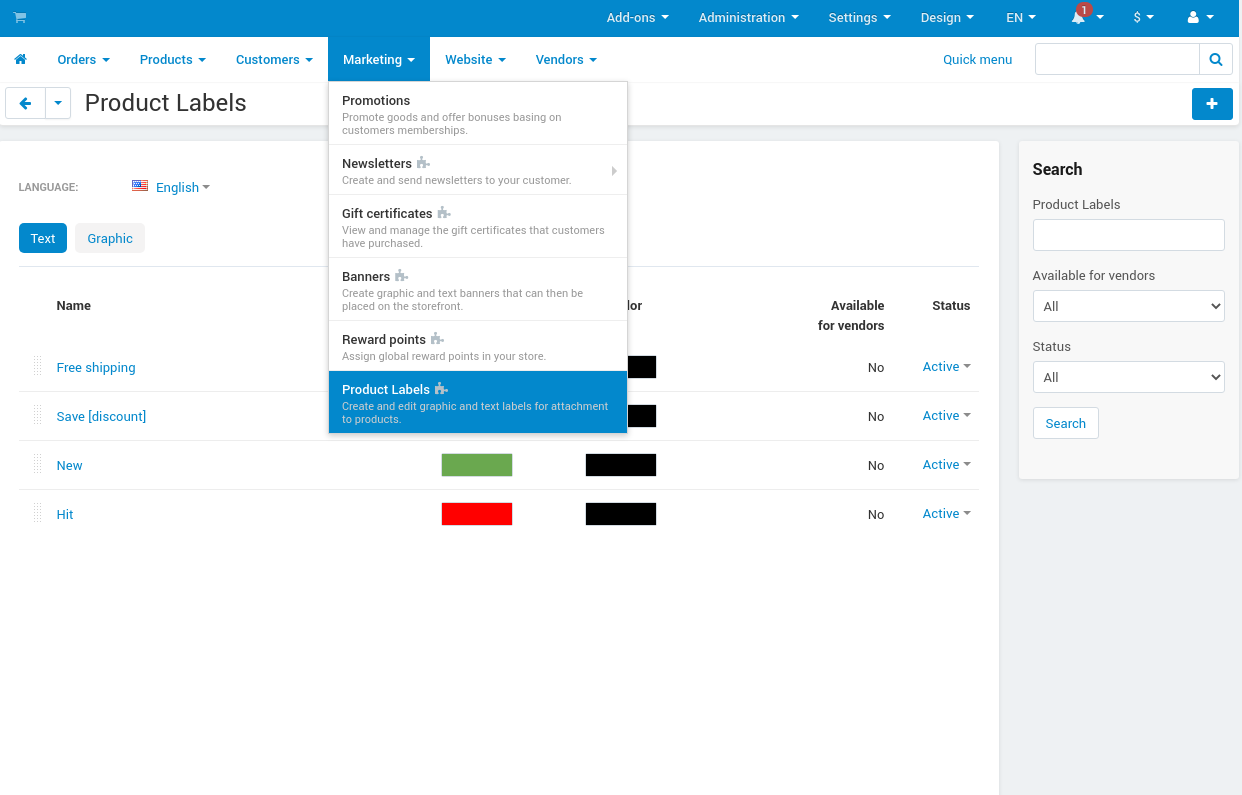 Add-ons Administration Settings Design EN 1 $
Orders Products Customers Marketing Website Vendors Quick menu
Product Labels
Promotions
Promote goods and offer bonuses basing on
customers memberships.
Newsletters
Create and send newsletters to your customer.
Gift certificates
View and manage the gift certificates that customers
have purchased.
Banners
Create graphic and text banners that can then be
placed on the storefront.
Reward points
Assign global reward points in your store.
Product Labels
Create and edit graphic and text labels for attachment
to products.
LANGUAGE: English
Text Graphic
Name lor Available Status
for vendors
Free shipping No Active
Save [discount] No Active
New No Active
Hit No Active
Search
Product Labels
Available for vendors
All
Status
All
Search